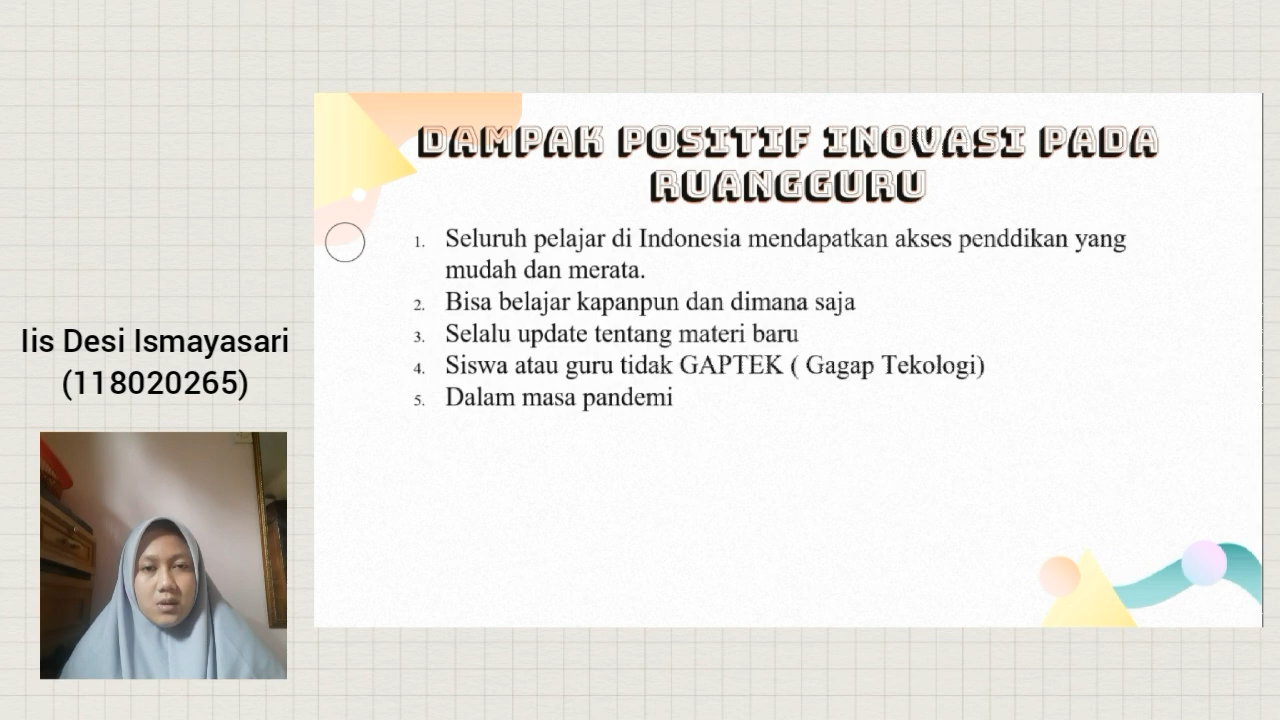 DAMPAK POSITIF INOVASI PADA
RUANGGURU
1. Seluruh pelajar di Indonesia mendapatkan akses penddikan yang
mudah dan merata.
2. Bisa belajar kapanpun dan dimana saja
3. Selalu update tentang materi baru
4. Siswa atau guru tidak GAPTEK ( Gagap Tekologi)
5. Dalam masa pandemi
Iis Desi Ismayasari
(118020265)